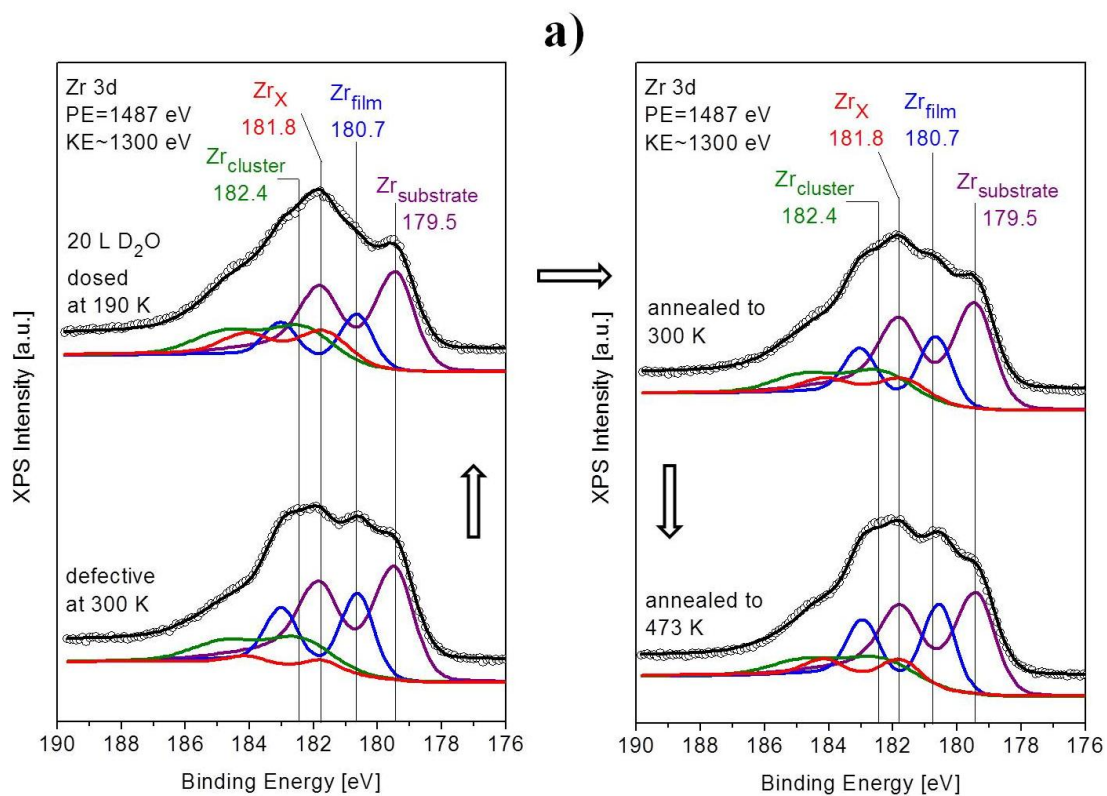 a)
Zr 3d
PE=1487 eV
KE~1300 eV
Zr_X
181.8
Zr_film
180.7
Zr_cluster
182.4
Zr_substrate
179.5
20 L D₂O
dosed
at 190 K
defective
at 300 K
XPS Intensity [a.u.]
190 188 186 184 182 180 178 176
Binding Energy [eV]
Zr 3d
PE=1487 eV
KE~1300 eV
Zr_X
181.8
Zr_film
180.7
Zr_cluster
182.4
Zr_substrate
179.5
annealed to
300 K
annealed to
473 K
XPS Intensity [a.u.]
190 188 186 184 182 180 178 176
Binding Energy [eV]